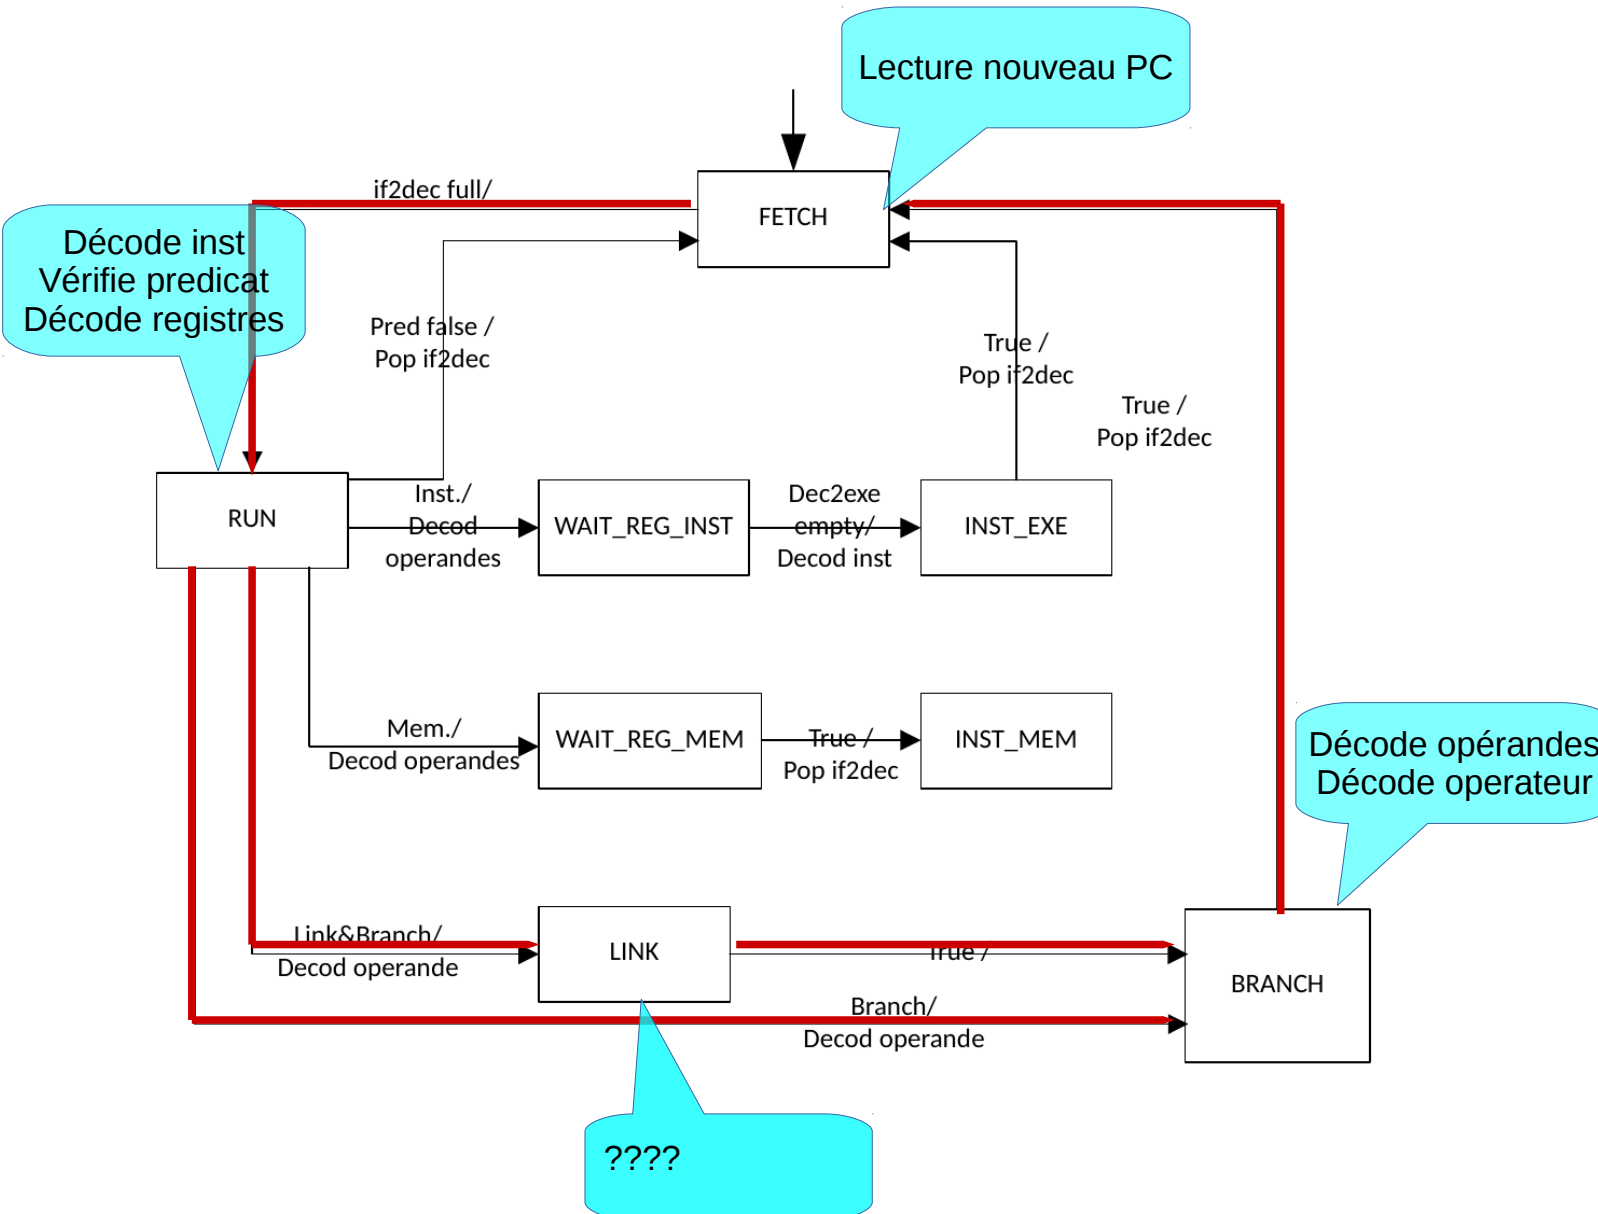 Lecture nouveau PC
if2dec full/
FETCH
Décode inst
Vérifie predicat
Décode registres
Pred false /
Pop if2dec
True /
Pop if2dec
True /
Pop if2dec
RUN
Inst./
Decod
operandes
WAIT_REG_INST
Dec2exe
empty/
Decod inst
INST_EXE
Mem./
Decod operandes
WAIT_REG_MEM
True /
Pop if2dec
INST_MEM
Décode opérandes
Décode operateur
Link&Branch/
Decod operande
LINK
True /
BRANCH
Branch/
Decod operande
????